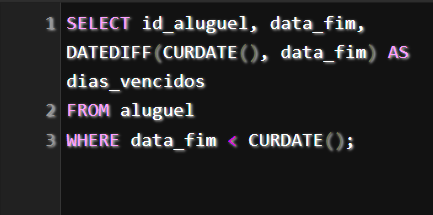 1 SELECT id_aluguel, data_fim,
DATEDIFF(CURDATE(), data_fim) AS
dias_vencidos
2 FROM aluguel
3 WHERE data_fim < CURDATE();